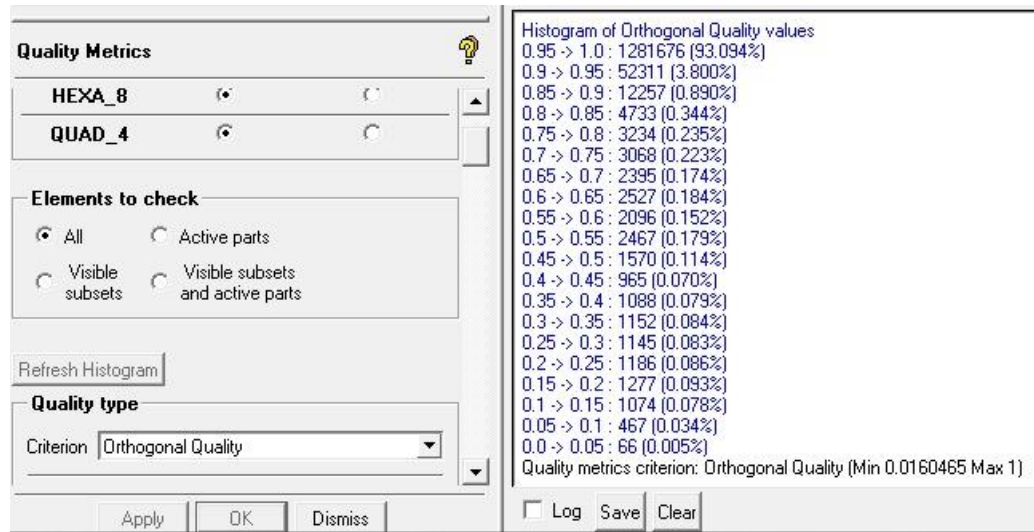 Quality Metrics
HEXA_8
QUAD_4
Elements to check
All
Active parts
Visible subsets
Visible subsets and active parts
Refresh Histogram
Quality type
Criterion Orthogonal Quality
Apply OK Dismiss
Histogram of Orthogonal Quality values
0.95 -> 1.0 : 1281676 (93.094%)
0.9 -> 0.95 : 52311 (3.800%)
0.85 -> 0.9 : 12257 (0.890%)
0.8 -> 0.85 : 4733 (0.344%)
0.75 -> 0.8 : 3234 (0.235%)
0.7 -> 0.75 : 3068 (0.223%)
0.65 -> 0.7 : 2395 (0.174%)
0.6 -> 0.65 : 2527 (0.184%)
0.55 -> 0.6 : 2096 (0.152%)
0.5 -> 0.55 : 2467 (0.179%)
0.45 -> 0.5 : 1570 (0.114%)
0.4 -> 0.45 : 965 (0.070%)
0.35 -> 0.4 : 1088 (0.079%)
0.3 -> 0.35 : 1152 (0.084%)
0.25 -> 0.3 : 1145 (0.083%)
0.2 -> 0.25 : 1186 (0.086%)
0.15 -> 0.2 : 1277 (0.093%)
0.1 -> 0.15 : 1074 (0.078%)
0.05 -> 0.1 : 467 (0.034%)
0.0 -> 0.05 : 66 (0.005%)
Quality metrics criterion: Orthogonal Quality (Min 0.0160465 Max 1)
Log Save Clear